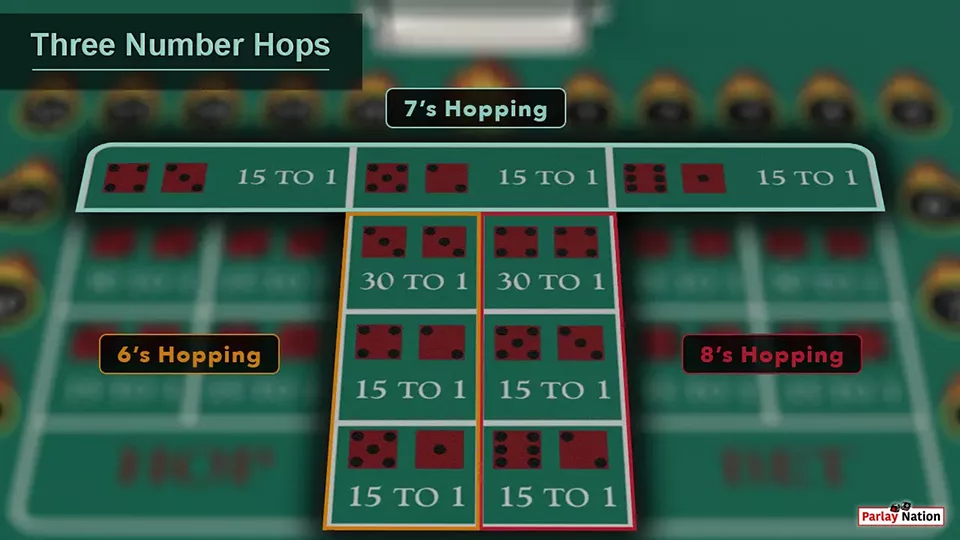 Three Number Hops
7's Hopping
15 TO 1
15 TO 1
15 TO 1
30 TO 1
30 TO 1
6's Hopping
8's Hopping
15 TO 1
15 TO 1
15 TO 1
15 TO 1
HOP
BET
Parlay Nation